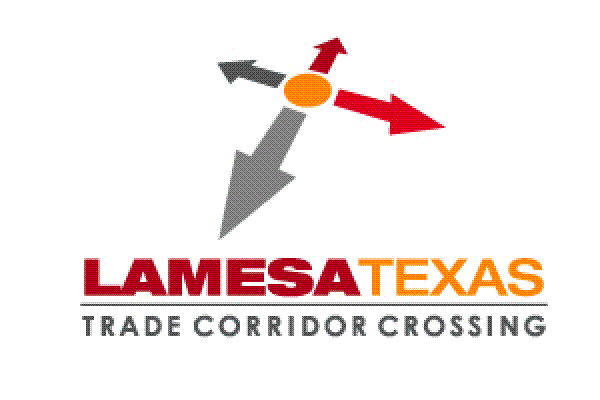 LAMESATEXAS
TRADE CORRIDOR CROSSING